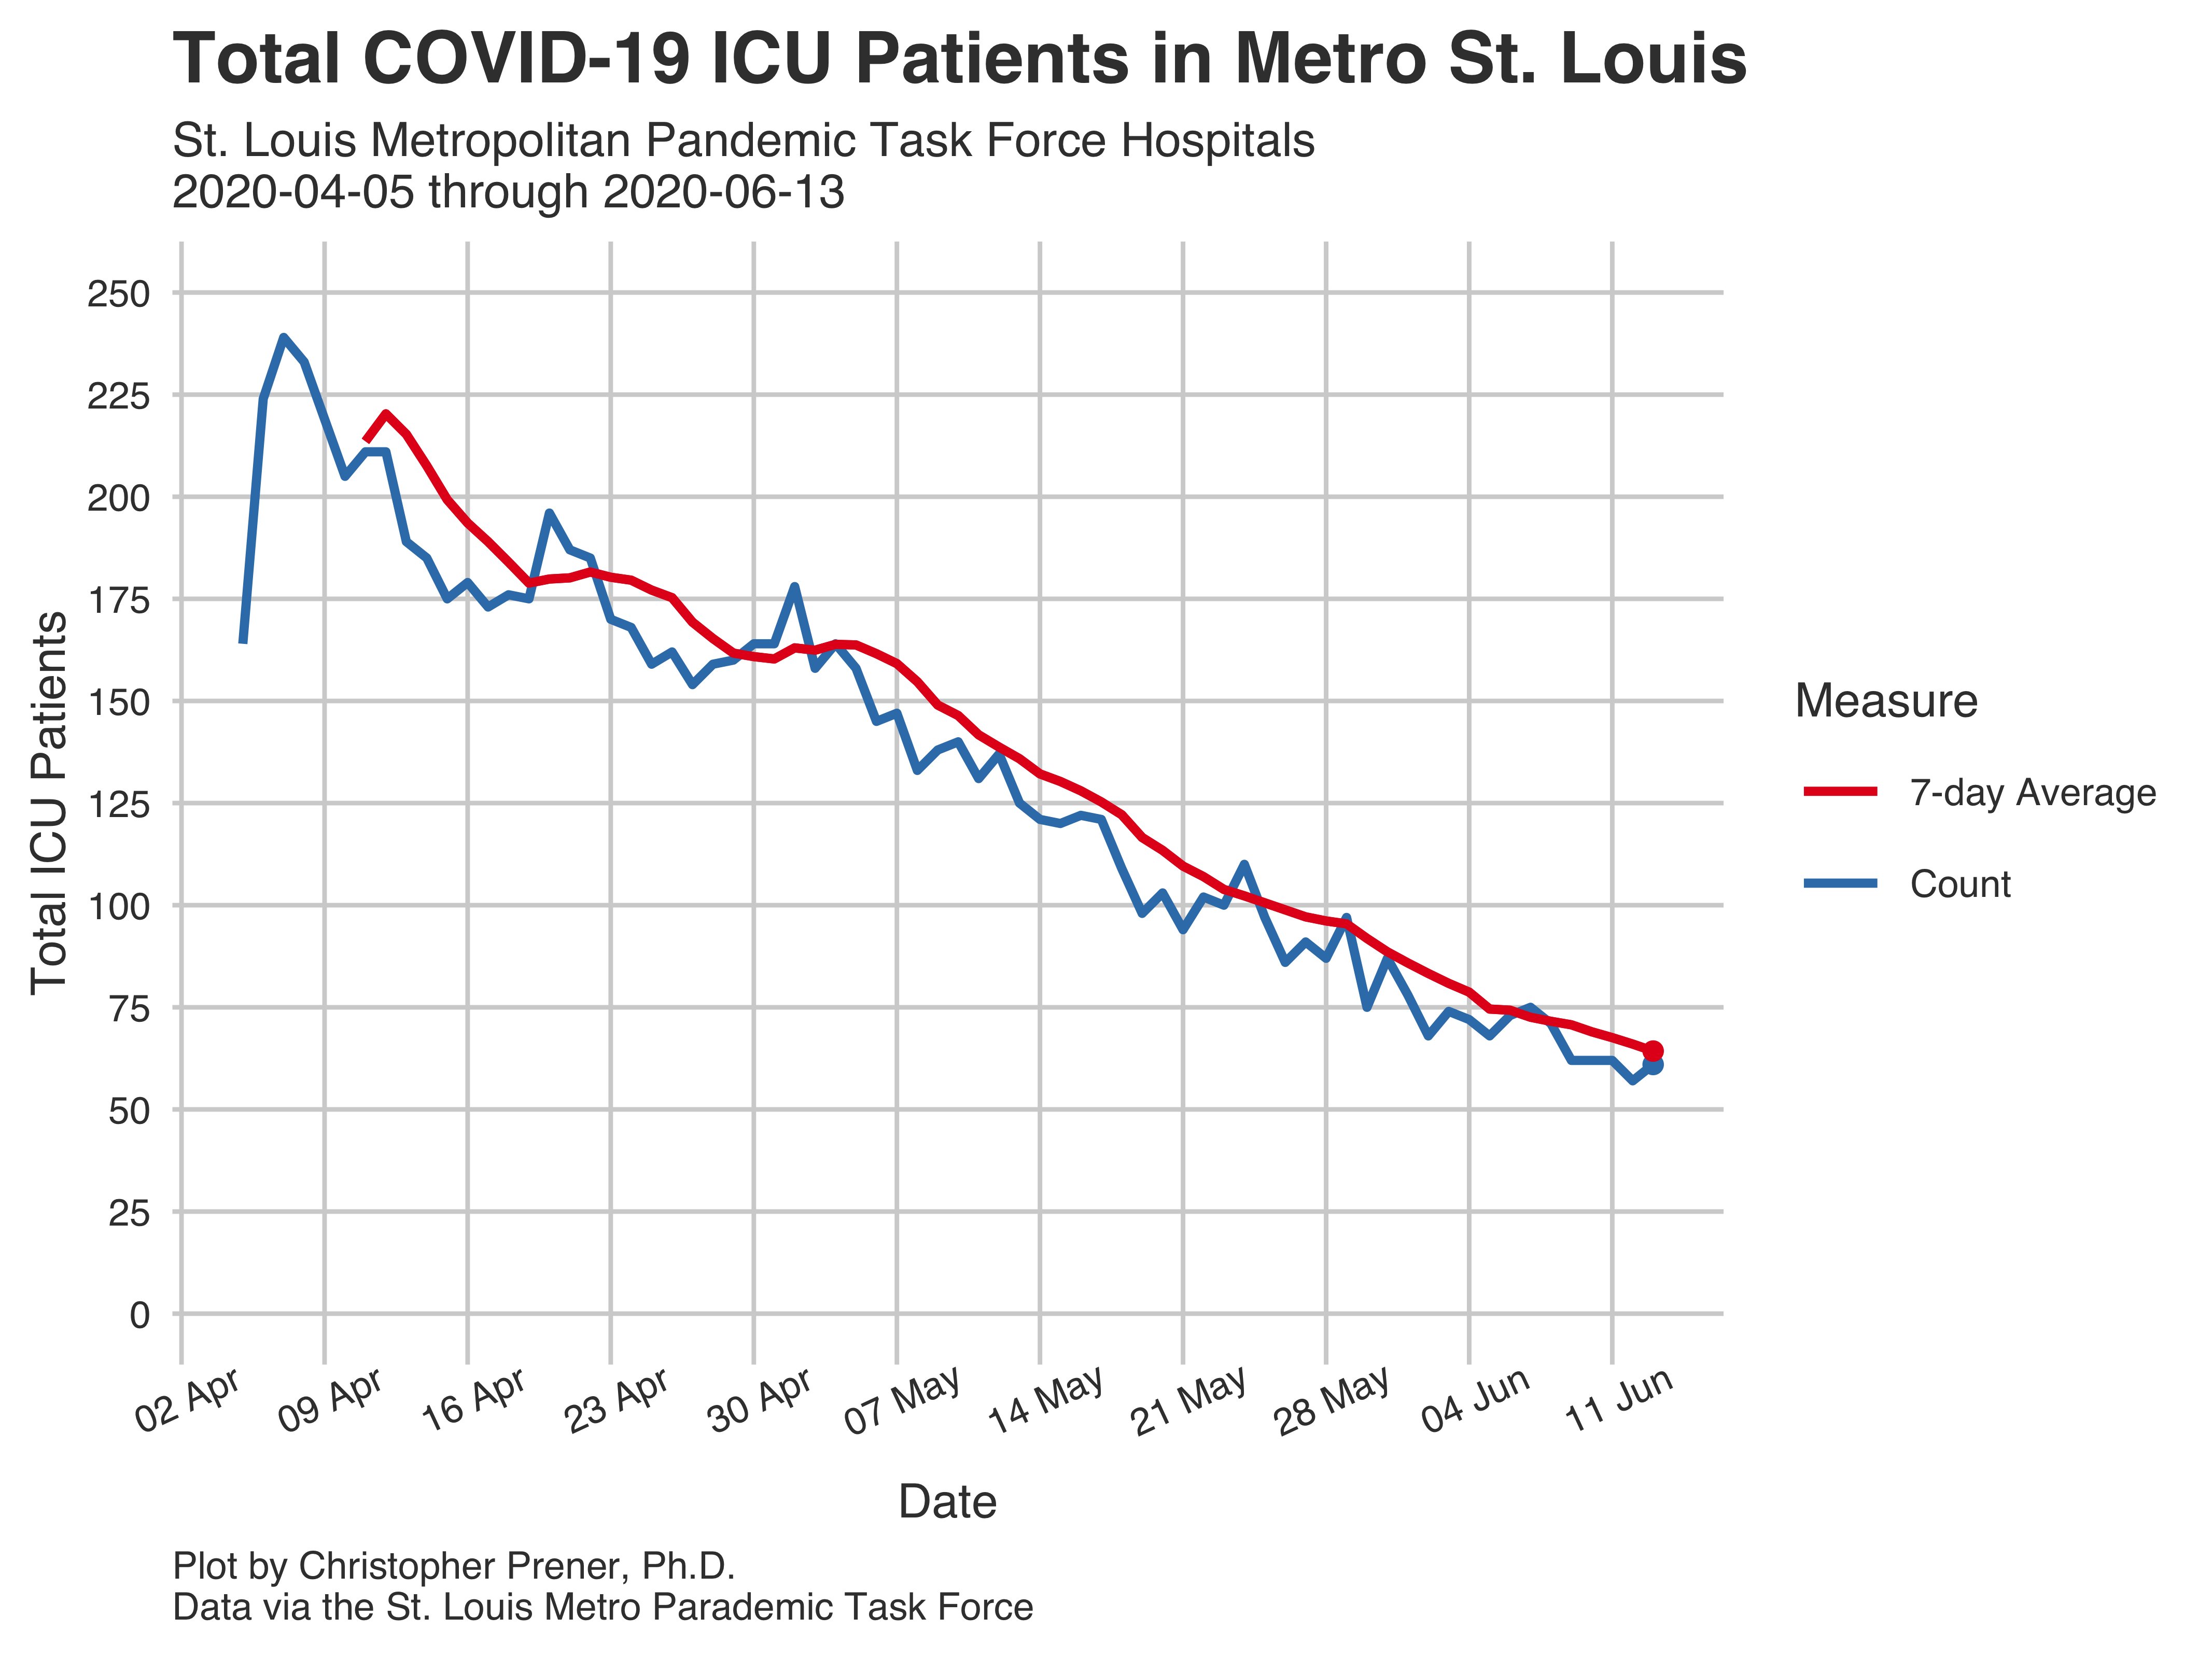 Total COVID-19 ICU Patients in Metro St. Louis
St. Louis Metropolitan Pandemic Task Force Hospitals
2020-04-05 through 2020-06-13
250
225
200
175
150
125
100
75
50
25
0
Total ICU Patients
02 Apr
09 Apr
16 Apr
23 Apr
30 Apr
07 May
14 May
21 May
28 May
04 Jun
11 Jun
Date
Measure
7-day Average
Count
Plot by Christopher Prener, Ph.D.
Data via the St. Louis Metro Parademic Task Force